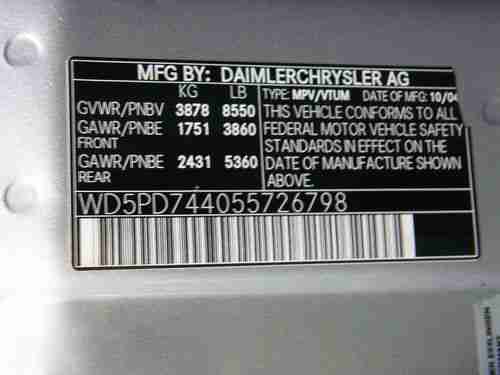 MFG BY: DAIMLERCHRYSLER AG
KG LB TYPE: MPV/VTUM DATE OF MFG: 10/04
GVWR/PNBV 3878 8550 THIS VEHICLE CONFORMS TO ALL
GAWR/PNBE 1751 3860 FEDERAL MOTOR VEHICLE SAFETY
FRONT STANDARDS IN EFFECT ON THE
GAWR/PNBE 2431 5360 DATE OF MANUFACTURE SHOWN
REAR ABOVE.
WD5PD744055726798